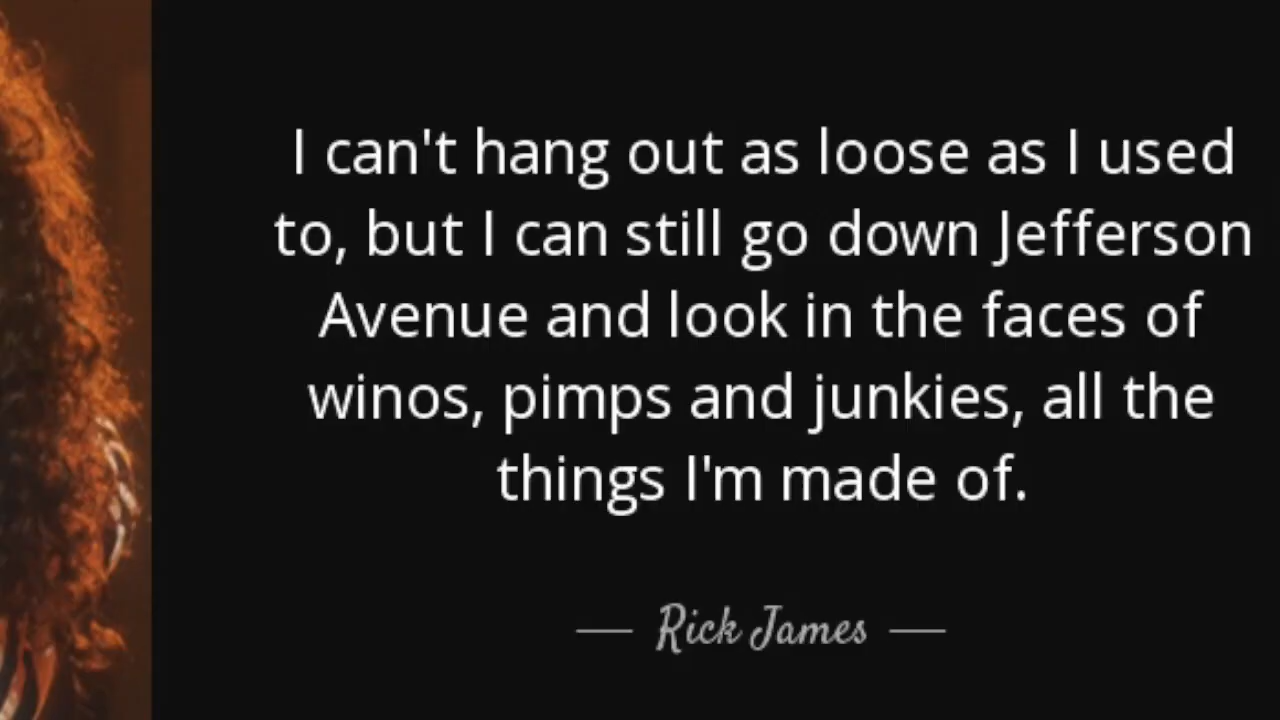 I can't hang out as loose as I used
to, but I can still go down Jefferson
Avenue and look in the faces of
winos, pimps and junkies, all the
things I'm made of.
— Rick James —